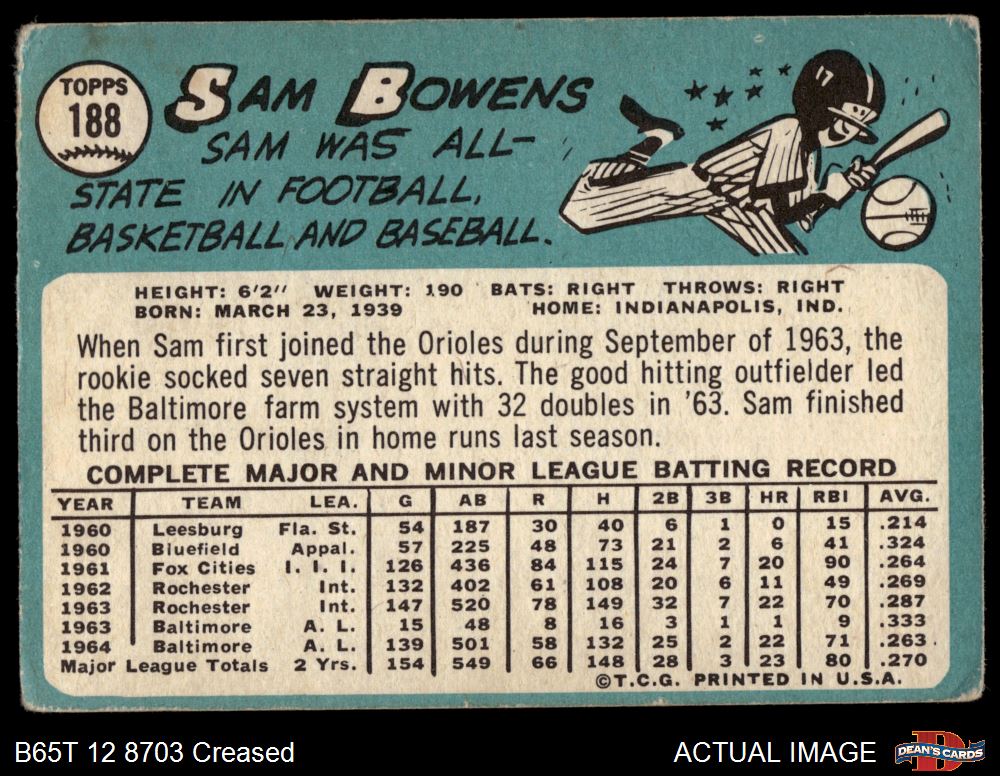 TOPPS
188
SAM BOWENS
SAM WAS ALL-
STATE IN FOOTBALL,
BASKETBALL AND BASEBALL.
17
HEIGHT: 6'2" WEIGHT: 190 BATS: RIGHT THROWS: RIGHT
BORN: MARCH 23, 1939 HOME: INDIANAPOLIS, IND.
When Sam first joined the Orioles during September of 1963, the
rookie socked seven straight hits. The good hitting outfielder led
the Baltimore farm system with 32 doubles in '63. Sam finished
third on the Orioles in home runs last season.
COMPLETE MAJOR AND MINOR LEAGUE BATTING RECORD
YEAR TEAM LEA. G AB R H 2B 3B HR RBI AVG.
1960 Leesburg Fla. St. 54 187 30 40 6 1 0 15 .214
1960 Bluefield Appal. 57 225 48 73 21 2 6 41 .324
1961 Fox Cities I. I. I. 126 436 84 115 24 7 20 90 .264
1962 Rochester Int. 132 402 61 108 20 6 11 49 .269
1963 Rochester Int. 147 520 78 149 32 7 22 70 .287
1963 Baltimore A. L. 15 48 8 16 3 1 1 9 .333
1964 Baltimore A. L. 139 501 58 132 25 2 22 71 .263
Major League Totals 2 Yrs. 154 549 66 148 28 3 23 80 .270
©T.C.G. PRINTED IN U.S.A.
B65T 12 8703 Creased
ACTUAL IMAGE
DEAN'S CARDS